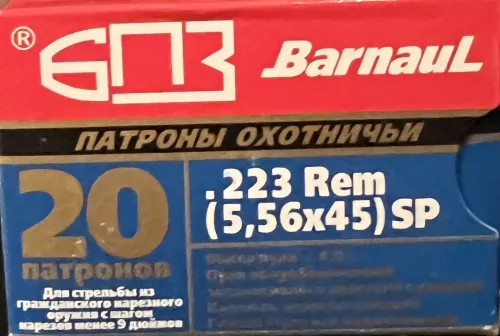 ® БПЗ Barnaul
ПАТРОНЫ ОХОТНИЧЬИ
20
патронов
Для стрельбы из
гражданского нарезного
оружия с шагом
нарезов менее 9 дюймов
.223 Rem
(5,56x45) SP